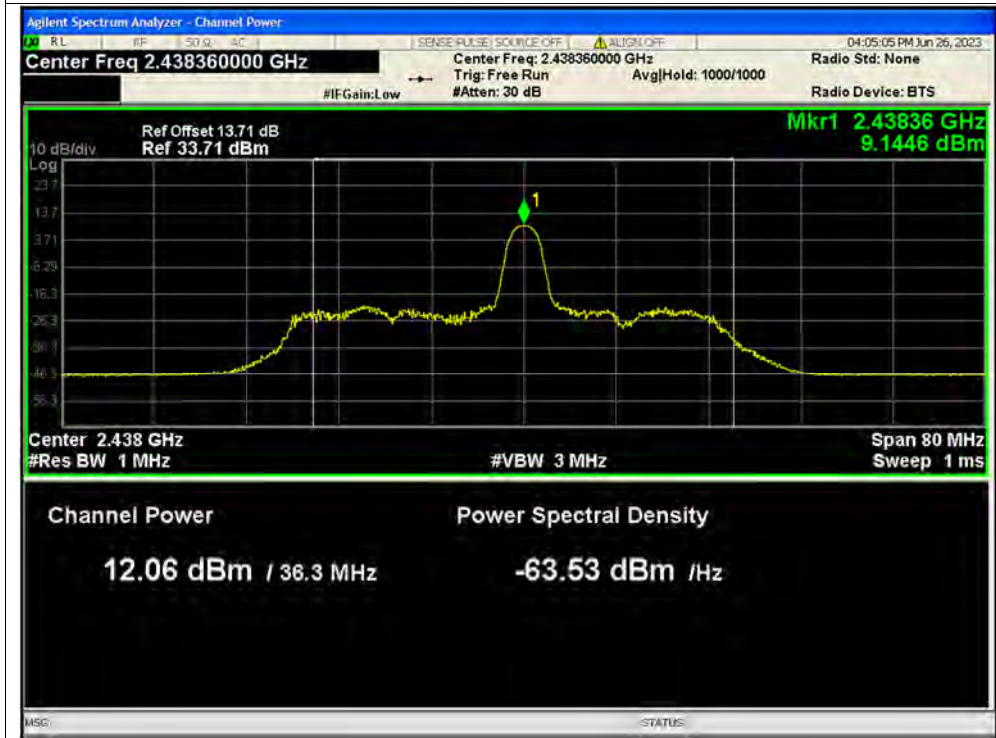 Agilent Spectrum Analyzer - Channel Power
RL RF 50 Ω AC SENSE:PULSE SOURCE OFF ALIGN OFF 04:05:05 PM Jun 26, 2023
Center Freq 2.438360000 GHz Center Freq: 2.438360000 GHz Radio Std: None
Trig: Free Run Avg|Hold: 1000/1000
#IFGain:Low #Atten: 30 dB Radio Device: BTS
Mkr1 2.43836 GHz
Ref Offset 13.71 dB
10 dB/div Ref 33.71 dBm 9.1446 dBm
Log
23.7
1
13.7
3.71
-6.29
-16.3
-26.3
-36.3
-46.3
-56.3
Center 2.438 GHz Span 80 MHz
#Res BW 1 MHz #VBW 3 MHz Sweep 1 ms
Channel Power Power Spectral Density
12.06 dBm / 36.3 MHz -63.53 dBm /Hz
MSG STATUS